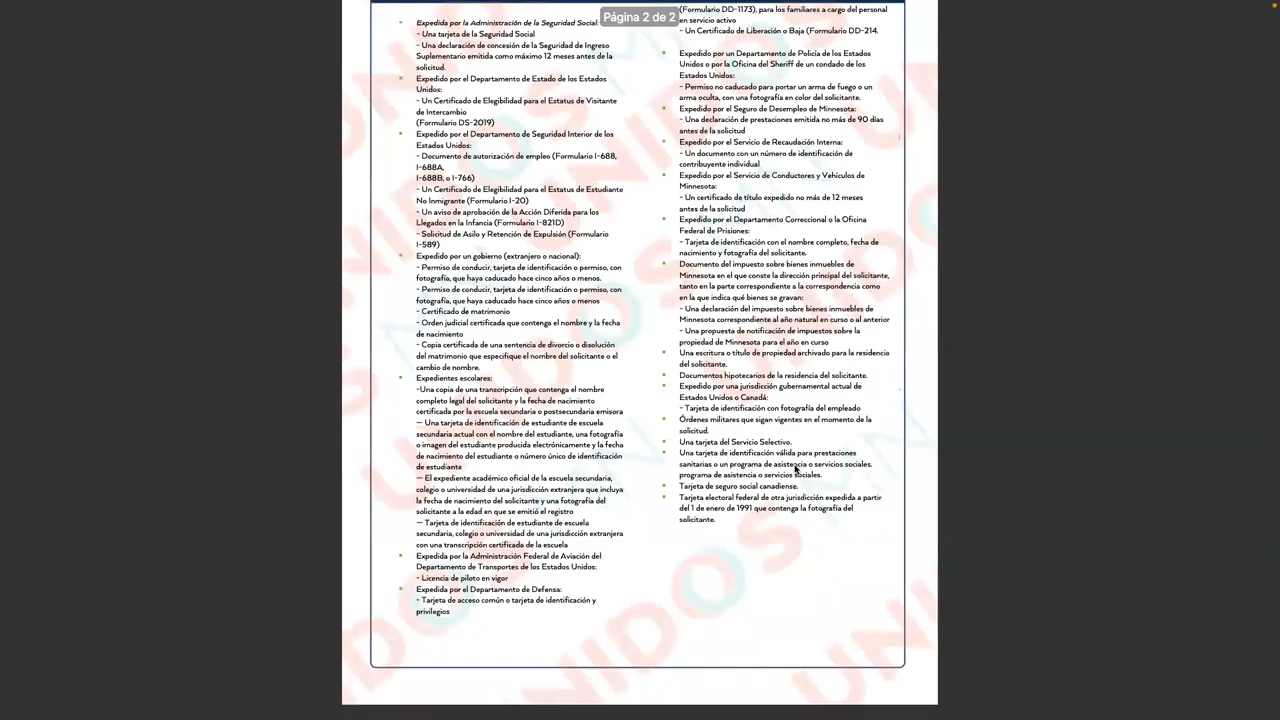 Página 2 de 2
Expedida por la Administración de la Seguridad Social:
- Una tarjeta de la Seguridad Social
- Una declaración de concesión de la Seguridad de Ingreso
Suplementario emitida como máximo 12 meses antes de la
solicitud.
Expedido por el Departamento de Estado de los Estados
Unidos:
- Un Certificado de Elegibilidad para el Estatus de Visitante
de Intercambio
(Formulario DS-2019)
Expedido por el Departamento de Seguridad Interior de los
Estados Unidos:
- Documento de autorización de empleo (Formulario I-688,
I-688A,
I-688B, o I-766)
- Un Certificado de Elegibilidad para el Estatus de Estudiante
No Inmigrante (Formulario I-20)
- Un aviso de aprobación de la Acción Diferida para los
Llegados en la Infancia (Formulario I-821D)
- Solicitud de Asilo y Retención de Expulsión (Formulario
I-589)
Expedido por un gobierno (extranjero o nacional):
- Permiso de conducir, tarjeta de identificación o permiso, con
fotografía, que haya caducado hace cinco años o menos.
- Permiso de conducir, tarjeta de identificación o permiso, con
fotografía, que haya caducado hace cinco años o menos
- Certificado de matrimonio
- Orden judicial certificada que contenga el nombre y la fecha
de nacimiento
- Copia certificada de una sentencia de divorcio o disolución
del matrimonio que especifique el nombre del solicitante o el
cambio de nombre.
Expedientes escolares:
-Una copia de una transcripción que contenga el nombre
completo legal del solicitante y la fecha de nacimiento
certificada por la escuela secundaria o postsecundaria emisora
— Una tarjeta de identificación de estudiante de escuela
secundaria actual con el nombre del estudiante, una fotografía
o imagen del estudiante producida electrónicamente y la fecha
de nacimiento del estudiante o número único de identificación
de estudiante
— El expediente académico oficial de la escuela secundaria,
colegio o universidad de una jurisdicción extranjera que incluya
la fecha de nacimiento del solicitante y una fotografía del
solicitante a la edad en que se emitió el registro
— Tarjeta de identificación de estudiante de escuela
secundaria, colegio o universidad de una jurisdicción extranjera
con una transcripción certificada de la escuela
Expedida por la Administración Federal de Aviación del
Departamento de Transportes de los Estados Unidos:
- Licencia de piloto en vigor
Expedida por el Departamento de Defensa:
- Tarjeta de acceso común o tarjeta de identificación y
privilegios
(Formulario DD-1173), para los familiares a cargo del personal
en servicio activo
- Un Certificado de Liberación o Baja (Formulario DD-214.
Expedido por un Departamento de Policía de los Estados
Unidos o por la Oficina del Sheriff de un condado de los
Estados Unidos:
- Permiso no caducado para portar un arma de fuego o un
arma oculta, con una fotografía en color del solicitante.
Expedido por el Seguro de Desempleo de Minnesota:
- Una declaración de prestaciones emitida no más de 90 días
antes de la solicitud
Expedido por el Servicio de Recaudación Interna:
- Un documento con un número de identificación de
contribuyente individual
Expedido por el Servicio de Conductores y Vehículos de
Minnesota:
- Un certificado de título expedido no más de 12 meses
antes de la solicitud
Expedido por el Departamento Correccional o la Oficina
Federal de Prisiones:
- Tarjeta de identificación con el nombre completo, fecha de
nacimiento y fotografía del solicitante.
Documento del impuesto sobre bienes inmuebles de
Minnesota en el que conste la dirección principal del solicitante,
tanto en la parte correspondiente a la correspondencia como
en la que indica qué bienes se gravan:
- Una declaración del impuesto sobre bienes inmuebles de
Minnesota correspondiente al año natural en curso o al anterior
- Una propuesta de notificación de impuestos sobre la
propiedad de Minnesota para el año en curso
Una escritura o título de propiedad archivado para la residencia
del solicitante.
Documentos hipotecarios de la residencia del solicitante.
Expedido por una jurisdicción gubernamental actual de
Estados Unidos o Canadá:
- Tarjeta de identificación con fotografía del empleado
Órdenes militares que sigan vigentes en el momento de la
solicitud.
Una tarjeta del Servicio Selectivo.
Una tarjeta de identificación válida para prestaciones
sanitarias o un programa de asistencia o servicios sociales.
programa de asistencia o servicios sociales.
Tarjeta de seguro social canadiense.
Tarjeta electoral federal de otra jurisdicción expedida a partir
del 1 de enero de 1991 que contenga la fotografía del
solicitante.